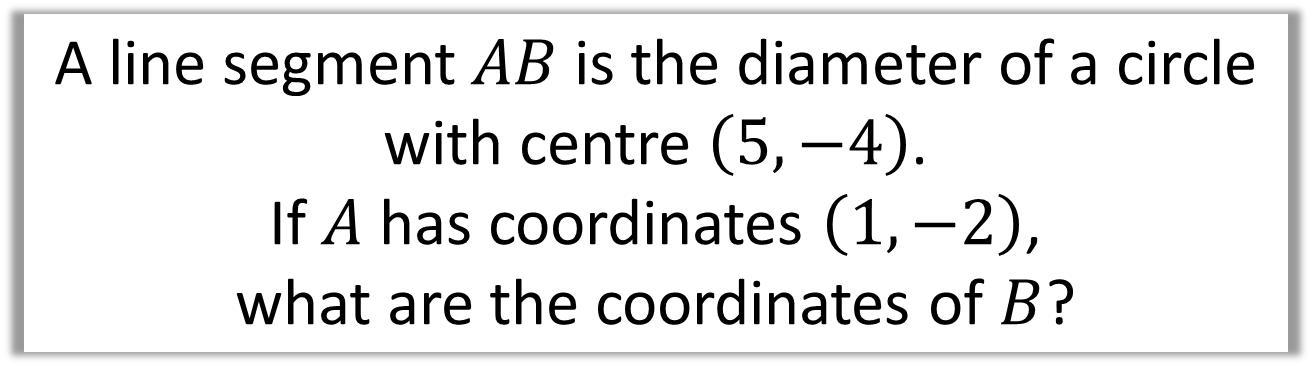 A line segment AB is the diameter of a circle
with centre (5, −4).
If A has coordinates (1, −2),
what are the coordinates of B?